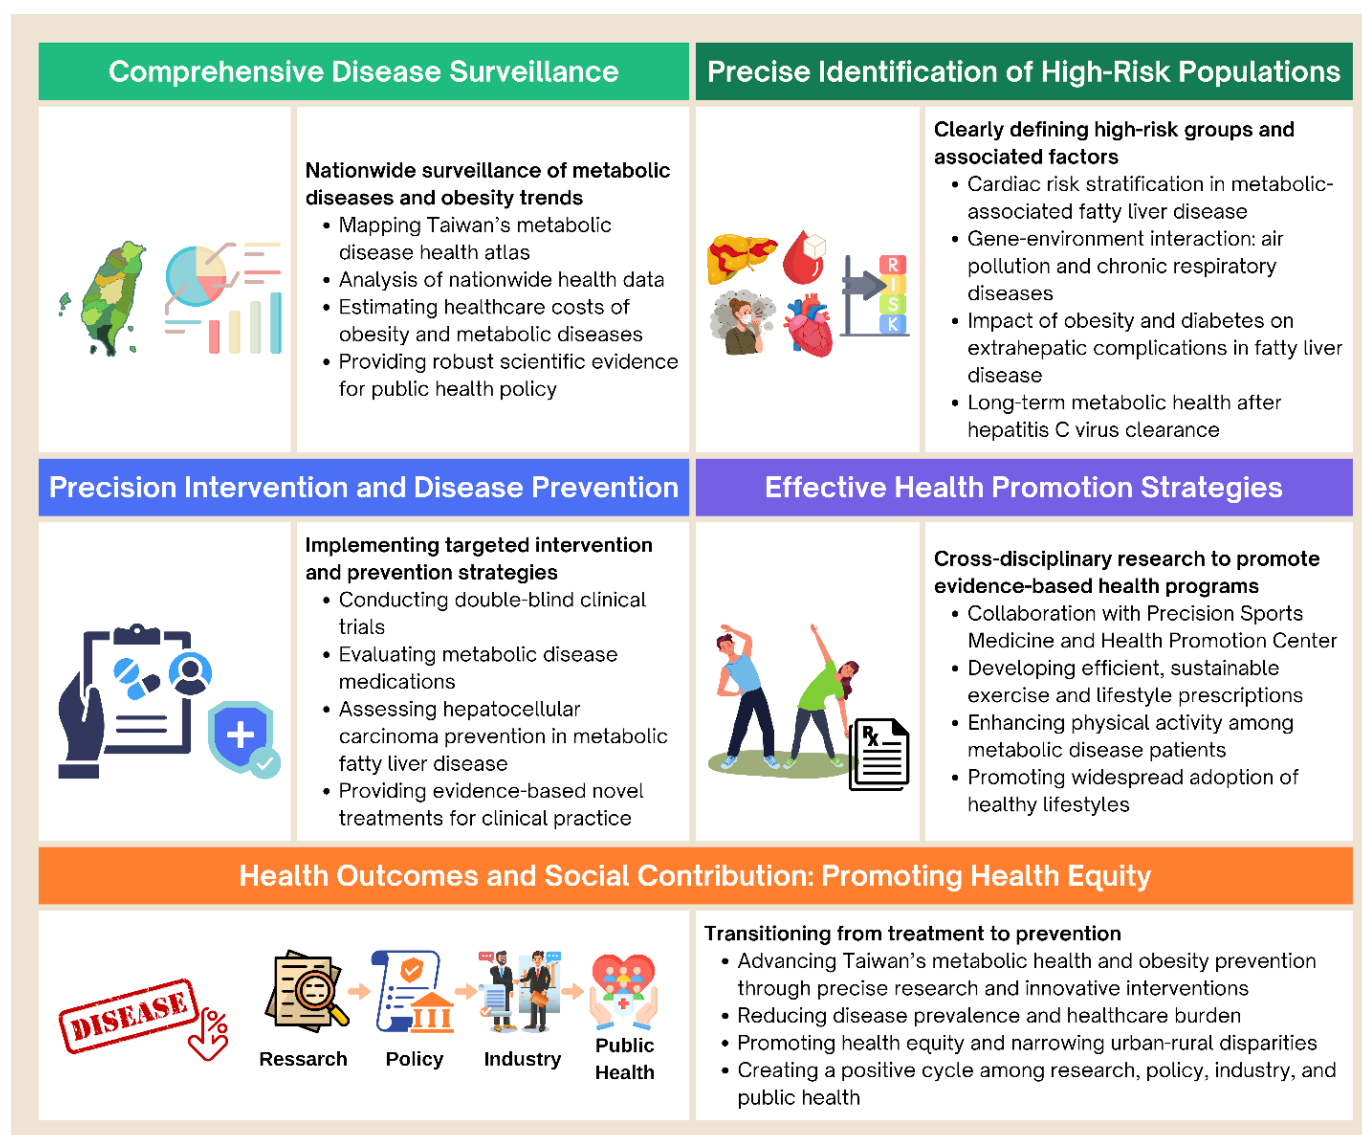 Comprehensive Disease Surveillance
Nationwide surveillance of metabolic
diseases and obesity trends
• Mapping Taiwan's metabolic
disease health atlas
• Analysis of nationwide health data
• Estimating healthcare costs of
obesity and metabolic diseases
• Providing robust scientific evidence
for public health policy
Precise Identification of High-Risk Populations
R
I
S
K
Clearly defining high-risk groups and
associated factors
• Cardiac risk stratification in metabolic-
associated fatty liver disease
• Gene-environment interaction: air
pollution and chronic respiratory
diseases
• Impact of obesity and diabetes on
extrahepatic complications in fatty liver
disease
• Long-term metabolic health after
hepatitis C virus clearance
Precision Intervention and Disease Prevention
Implementing targeted intervention
and prevention strategies
• Conducting double-blind clinical
trials
• Evaluating metabolic disease
medications
• Assessing hepatocellular
carcinoma prevention in metabolic
fatty liver disease
• Providing evidence-based novel
treatments for clinical practice
Effective Health Promotion Strategies
Rx
Cross-disciplinary research to promote
evidence-based health programs
• Collaboration with Precision Sports
Medicine and Health Promotion Center
• Developing efficient, sustainable
exercise and lifestyle prescriptions
• Enhancing physical activity among
metabolic disease patients
• Promoting widespread adoption of
healthy lifestyles
Health Outcomes and Social Contribution: Promoting Health Equity
DISEASE
%
Ressarch
Policy
Industry
Public
Health
Transitioning from treatment to prevention
• Advancing Taiwan's metabolic health and obesity prevention
through precise research and innovative interventions
• Reducing disease prevalence and healthcare burden
• Promoting health equity and narrowing urban-rural disparities
• Creating a positive cycle among research, policy, industry, and
public health